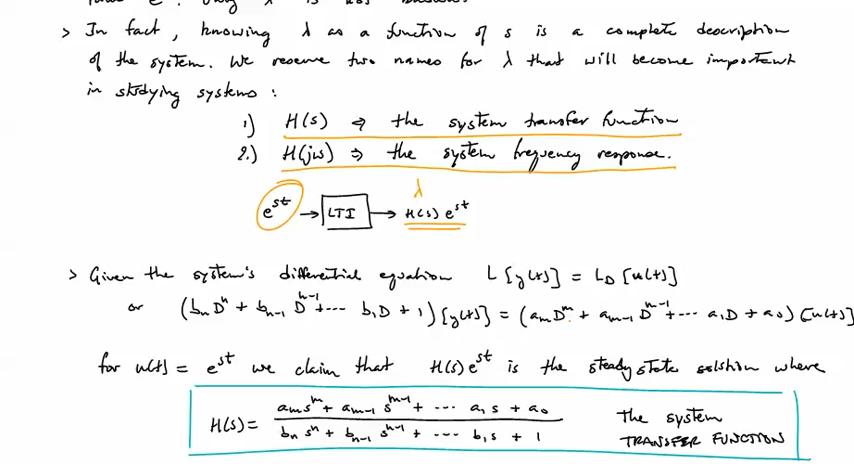 > In fact, knowing λ as a function of s is a complete description
of the system. We reserve two names for λ that will become important
in studying systems:
1) H(s) ⇒ the system transfer function
2.) H(jω) ⇒ the system frequency response.
λ
e^{st} → LTI → H(s) e^{st}
> Given the system's differential equation L[y(t)] = L_D[u(t)]
or (b_n D^n + b_{n-1} D^{n-1} + ... b_1 D + 1)[y(t)] = (a_m D^m + a_{m-1} D^{m-1} + ... a_1 D + a_0)[u(t)]
for u(t) = e^{st} we claim that H(s)e^{st} is the steady state solution where
H(s) = (a_m s^m + a_{m-1} s^{m-1} + ... a_1 s + a_0) / (b_n s^n + b_{n-1} s^{n-1} + ... b_1 s + 1) The system
TRANSFER FUNCTION